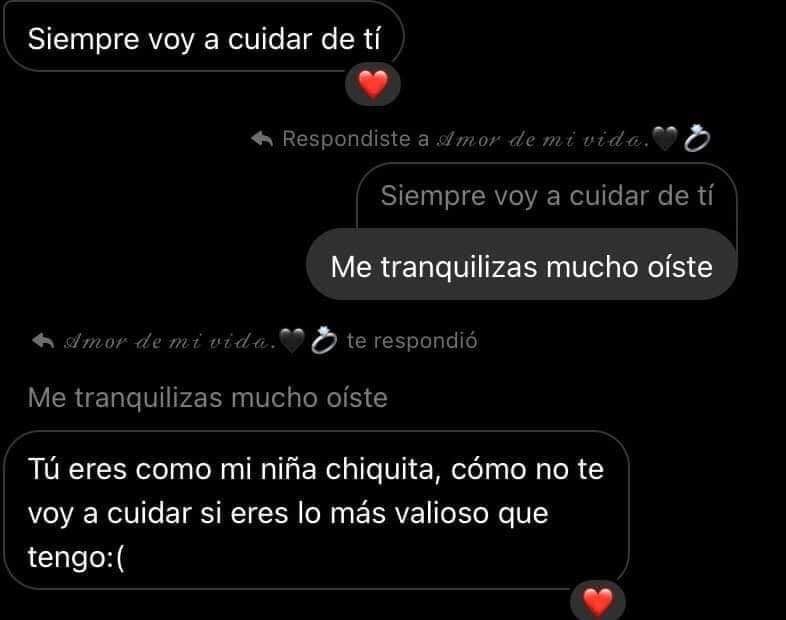 Siempre voy a cuidar de tí
❤️
Respondiste a 𝒜𝓂ℴ𝓇 𝒹ℯ 𝓂𝒾 𝓋𝒾𝒹𝒶.🖤💍
Siempre voy a cuidar de tí
Me tranquilizas mucho oíste
𝒜𝓂ℴ𝓇 𝒹ℯ 𝓂𝒾 𝓋𝒾𝒹𝒶.🖤💍 te respondió
Me tranquilizas mucho oíste
Tú eres como mi niña chiquita, cómo no te
voy a cuidar si eres lo más valioso que
tengo:(
❤️